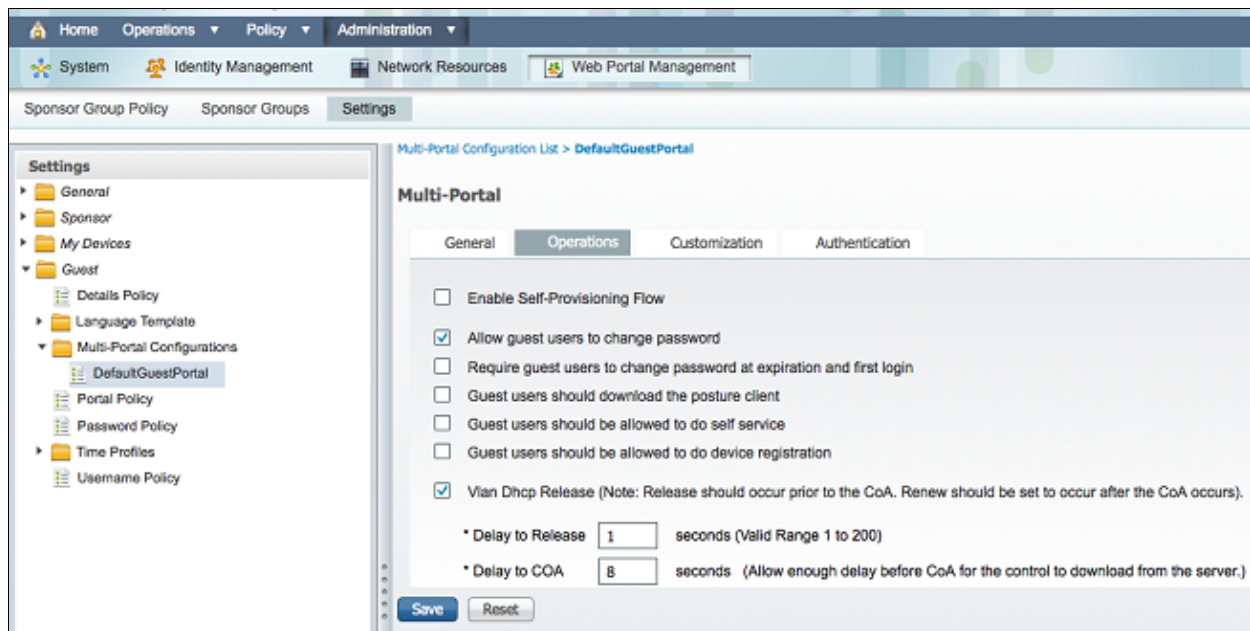 Home Operations Policy Administration
System Identity Management Network Resources Web Portal Management
Sponsor Group Policy Sponsor Groups Settings
Settings
General
Sponsor
My Devices
Guest
Details Policy
Language Template
Multi-Portal Configurations
DefaultGuestPortal
Portal Policy
Password Policy
Time Profiles
Username Policy
Multi-Portal Configuration List > DefaultGuestPortal
Multi-Portal
General Operations Customization Authentication
Enable Self-Provisioning Flow
Allow guest users to change password
Require guest users to change password at expiration and first login
Guest users should download the posture client
Guest users should be allowed to do self service
Guest users should be allowed to do device registration
Vlan Dhcp Release (Note: Release should occur prior to the CoA. Renew should be set to occur after the CoA occurs).
* Delay to Release 1 seconds (Valid Range 1 to 200)
* Delay to COA 8 seconds (Allow enough delay before CoA for the control to download from the server.)
Save Reset